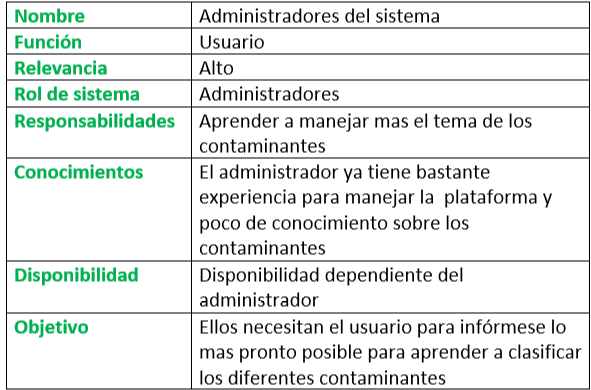 Nombre Administradores del sistema
Función Usuario
Relevancia Alto
Rol de sistema Administradores
Responsabilidades Aprender a manejar mas el tema de los
contaminantes
Conocimientos El administrador ya tiene bastante
experiencia para manejar la plataforma y
poco de conocimiento sobre los
contaminantes
Disponibilidad Disponibilidad dependiente del
administrador
Objetivo Ellos necesitan el usuario para infórmese lo
mas pronto posible para aprender a clasificar
los diferentes contaminantes